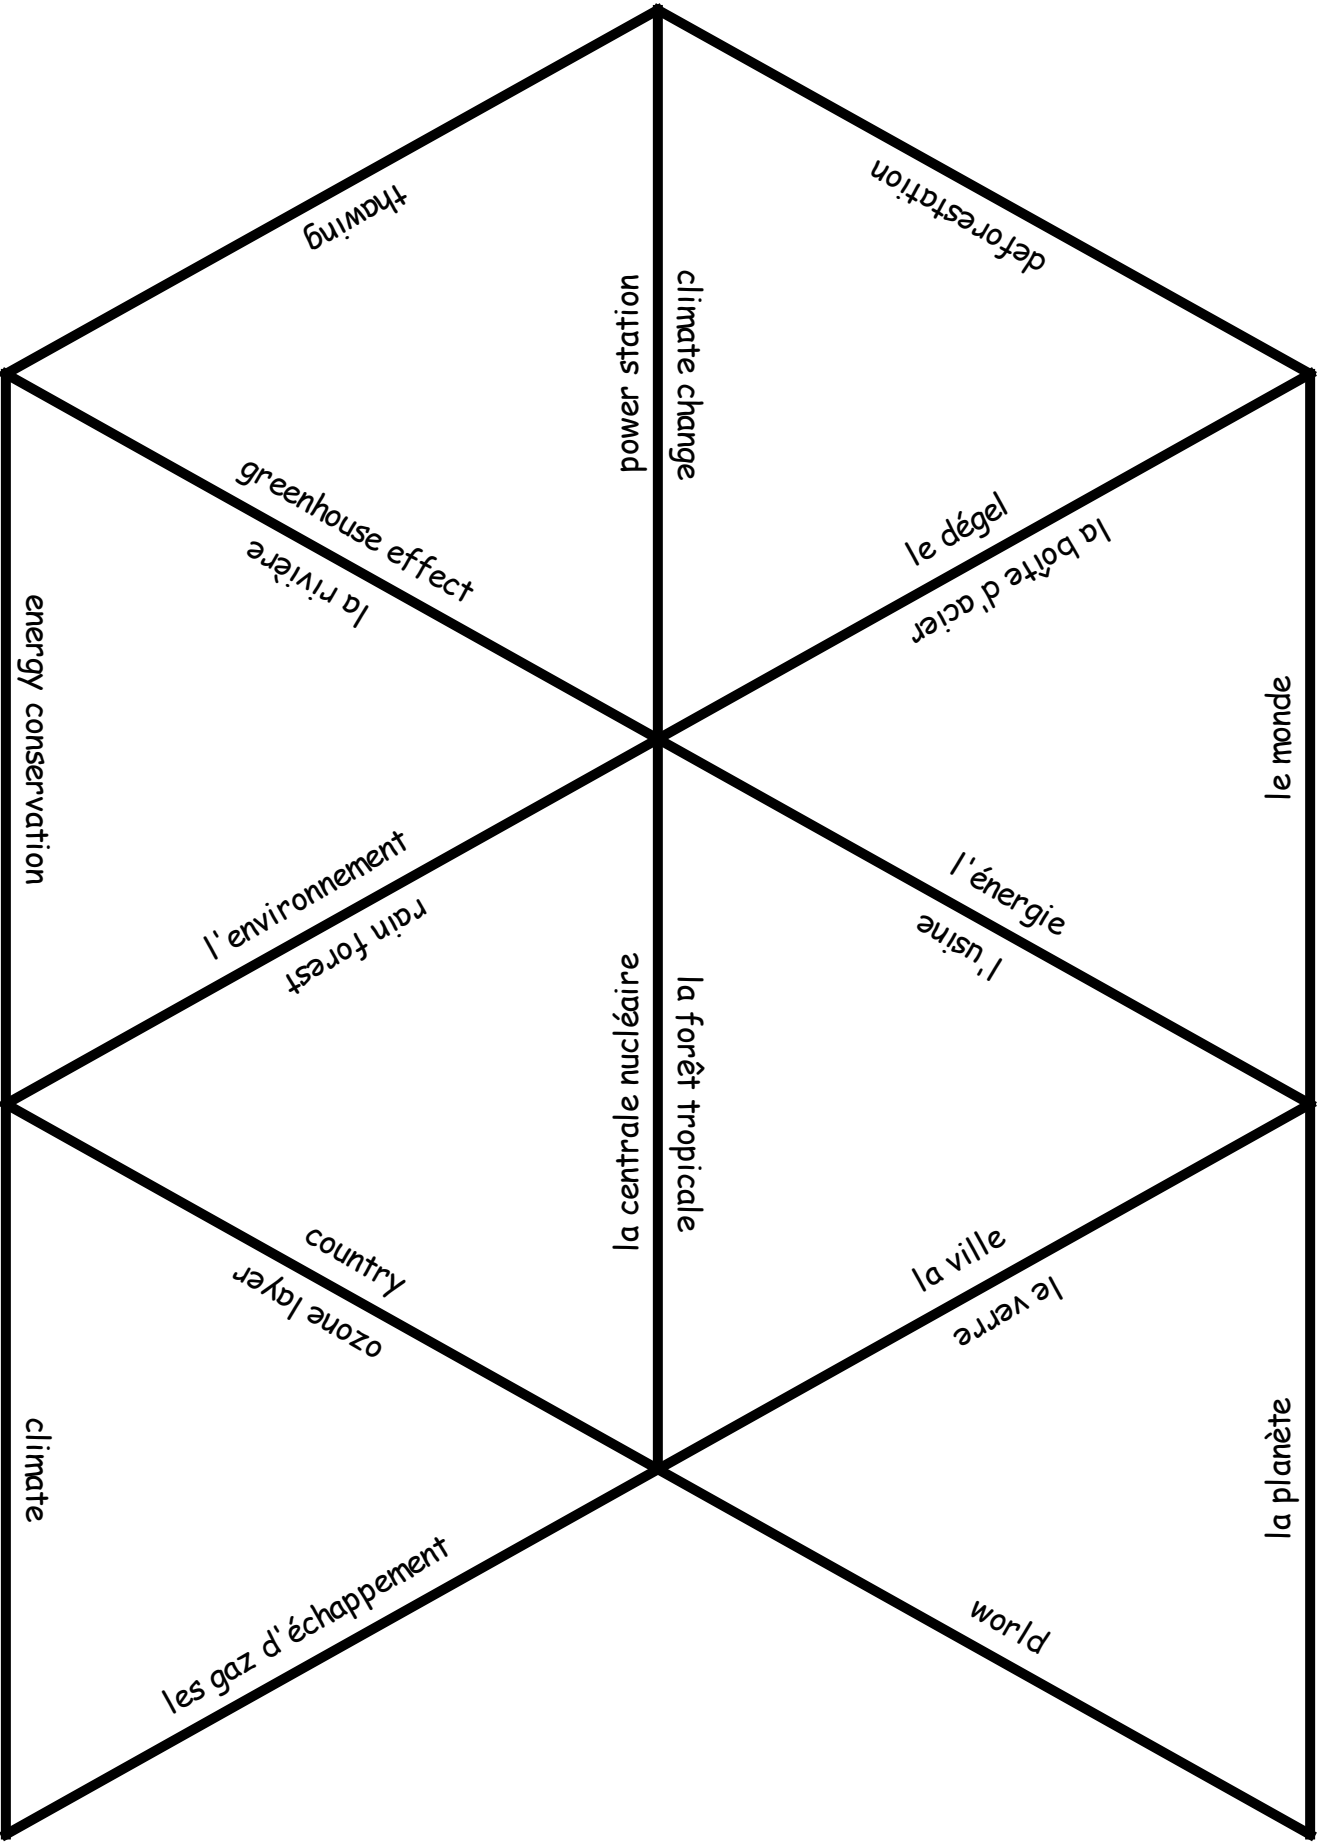 thawing
deforestation
power station
climate change
greenhouse effect
le dégel
la rivière
la boîte d'acier
energy conservation
le monde
l'environnement
l'énergie
rain forest
l'usine
la centrale nucléaire
la forêt tropicale
country
la ville
ozone layer
le verre
climate
la planète
les gaz d'échappement
world